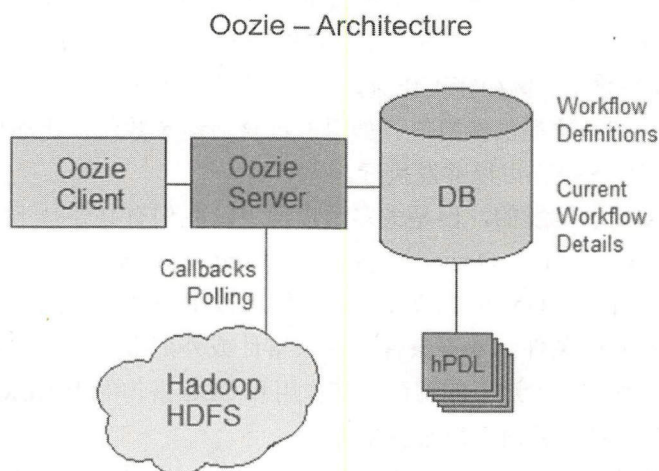 Oozie – Architecture
Oozie
Client
Oozie
Server
DB
Workflow
Definitions
Current
Workflow
Details
Callbacks
Polling
Hadoop
HDFS
hPDL